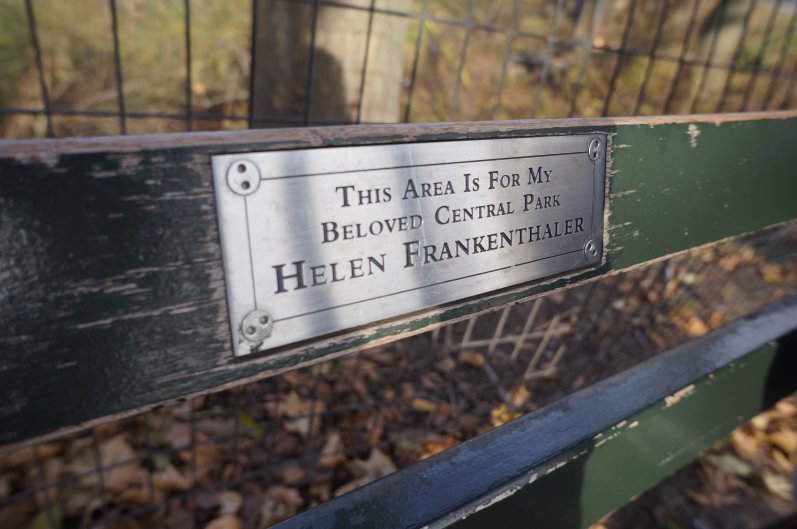 This Area Is For My
Beloved Central Park
Helen Frankenthaler